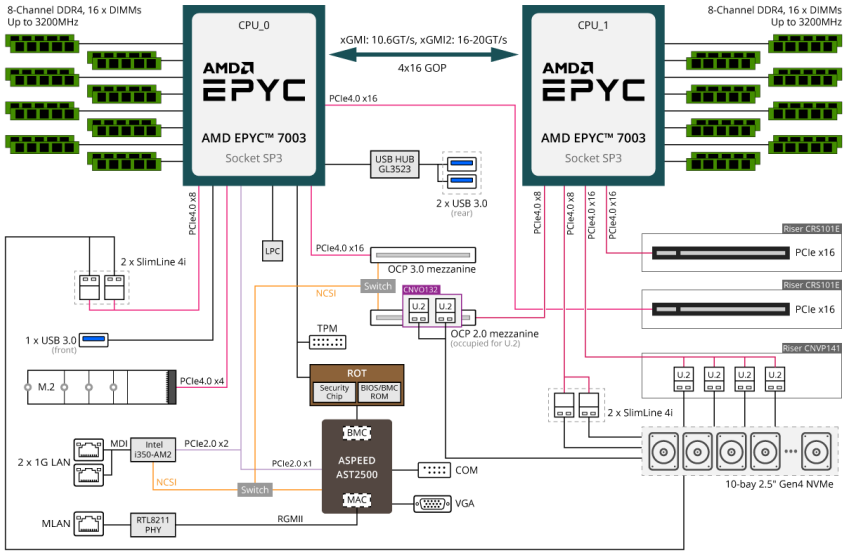 8-Channel DDR4, 16 x DIMMs
Up to 3200MHz
CPU_0
AMD
EPYC
AMD EPYC™ 7003
Socket SP3
xGMI: 10.6GT/s, xGMI2: 16-20GT/s
4x16 GOP
CPU_1
AMD
EPYC
AMD EPYC™ 7003
Socket SP3
8-Channel DDR4, 16 x DIMMs
Up to 3200MHz
PCIe4.0 x16
USB HUB
GL3523
2 x USB 3.0
(rear)
PCIe4.0 x8
PCIe4.0 x8
PCIe4.0 x8
PCIe4.0 x16
PCIe4.0 x16
LPC
PCIe4.0 x16
OCP 3.0 mezzanine
Riser CRS101E
PCIe x16
2 x SlimLine 4i
NCSI
Switch
CNVO132
U.2
U.2
OCP 2.0 mezzanine
(occupied for U.2)
Riser CRS101E
PCIe x16
1 x USB 3.0
(front)
TPM
Riser CNVP141
U.2
U.2
U.2
U.2
M.2
PCIe4.0 x4
ROT
Security
Chip
BIOS/BMC
ROM
2 x SlimLine 4i
2 x 1G LAN
MDI
Intel
i350-AM2
PCIe2.0 x2
PCIe2.0 x1
BMC
ASPEED
AST2500
MAC
COM
VGA
10-bay 2.5" Gen4 NVMe
NCSI
Switch
MLAN
RTL8211
PHY
RGMII